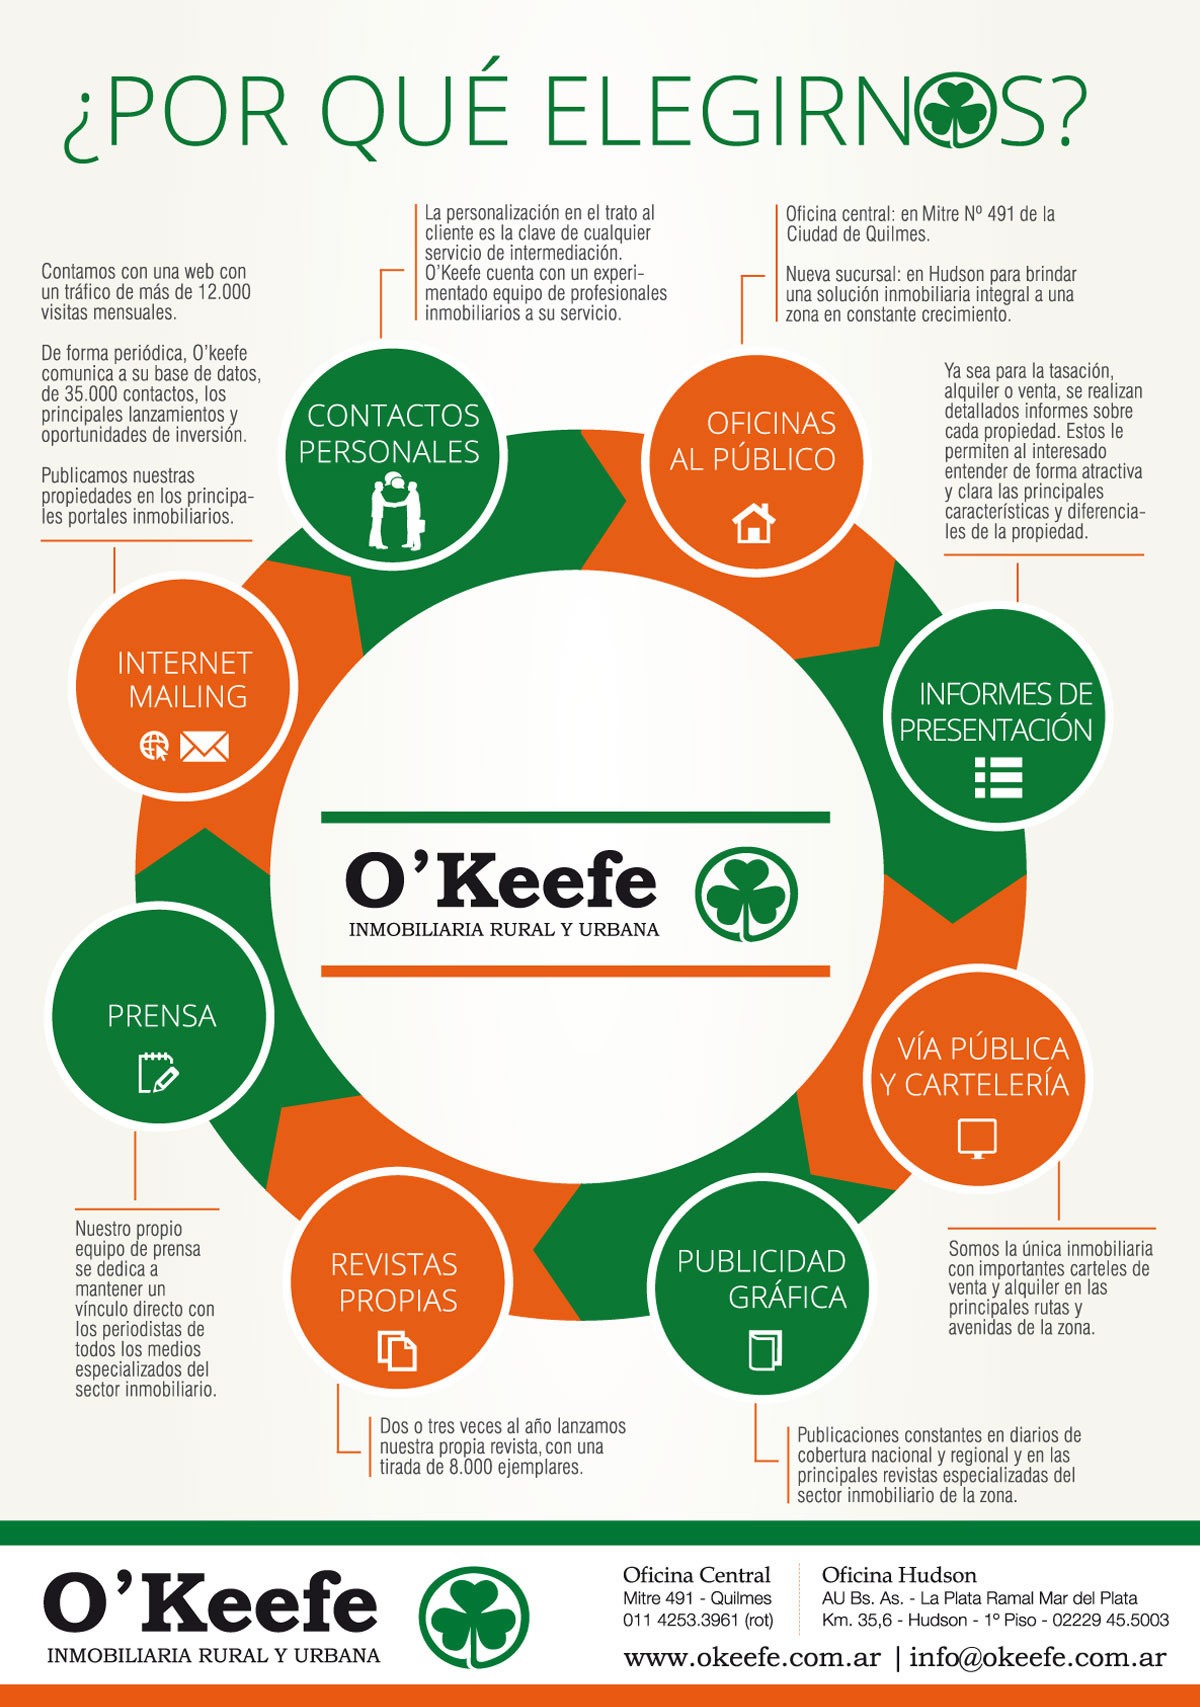 ¿POR QUÉ ELEGIRNOS?
La personalización en el trato al
cliente es la clave de cualquier
servicio de intermediación.
O'Keefe cuenta con un experi-
mentado equipo de profesionales
inmobiliarios a su servicio.
Oficina central: en Mitre Nº 491 de la
Ciudad de Quilmes.
Nueva sucursal: en Hudson para brindar
una solución inmobiliaria integral a una
zona en constante crecimiento.
Contamos con una web con
un tráfico de más de 12.000
visitas mensuales.
De forma periódica, O'keefe
comunica a su base de datos,
de 35.000 contactos, los
principales lanzamientos y
oportunidades de inversión.
Publicamos nuestras
propiedades en los principa-
les portales inmobiliarios.
Ya sea para la tasación,
alquiler o venta, se realizan
detallados informes sobre
cada propiedad. Estos le
permiten al interesado
entender de forma atractiva
y clara las principales
características y diferencia-
les de la propiedad.
CONTACTOS
PERSONALES
OFICINAS
AL PÚBLICO
INTERNET
MAILING
INFORMES DE
PRESENTACIÓN
O'Keefe
INMOBILIARIA RURAL Y URBANA
PRENSA
VÍA PÚBLICA
Y CARTELERÍA
REVISTAS
PROPIAS
PUBLICIDAD
GRÁFICA
Nuestro propio
equipo de prensa
se dedica a
mantener un
vínculo directo con
los periodistas de
todos los medios
especializados del
sector inmobiliario.
Somos la única inmobiliaria
con importantes carteles de
venta y alquiler en las
principales rutas y
avenidas de la zona.
Dos o tres veces al año lanzamos
nuestra propia revista, con una
tirada de 8.000 ejemplares.
Publicaciones constantes en diarios de
cobertura nacional y regional y en las
principales revistas especializadas del
sector inmobiliario de la zona.
O'Keefe
INMOBILIARIA RURAL Y URBANA
Oficina Central
Mitre 491 - Quilmes
011 4253.3961 (rot)
Oficina Hudson
AU Bs. As. - La Plata Ramal Mar del Plata
Km. 35,6 - Hudson - 1º Piso - 02229 45.5003
www.okeefe.com.ar | info@okeefe.com.ar